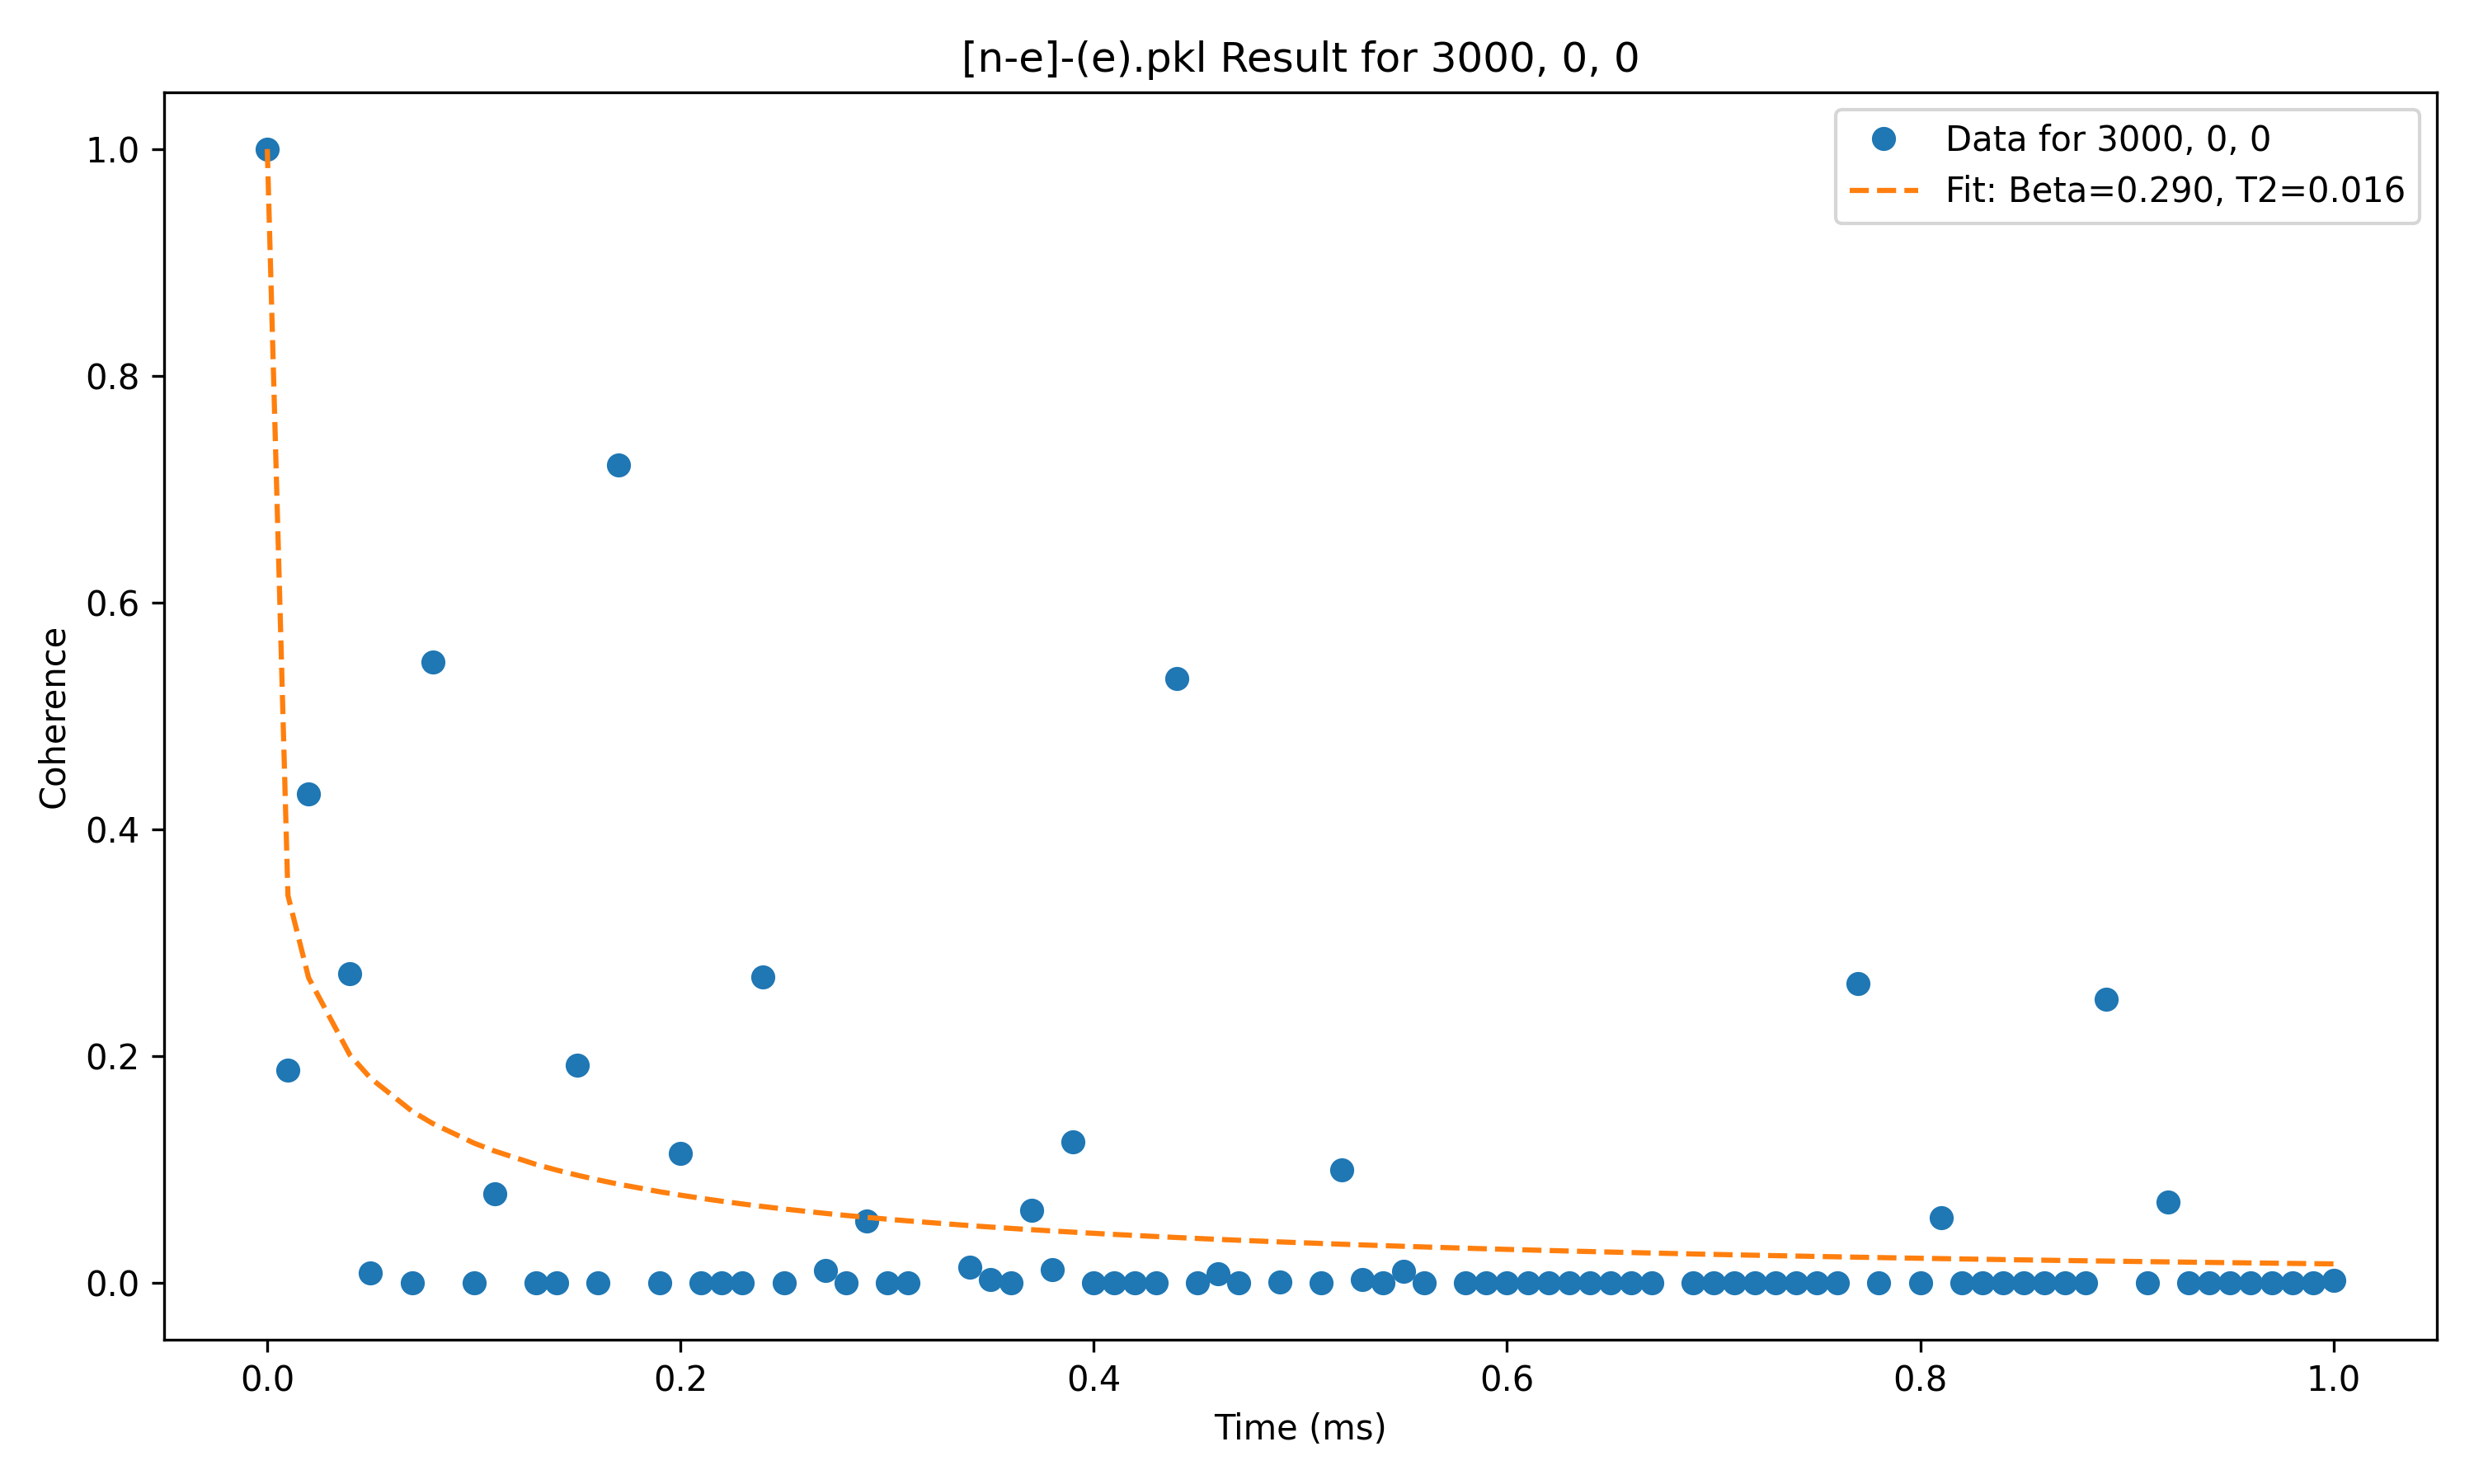 [n-e]-(e).pkl Result for 3000, 0, 0
Data for 3000, 0, 0
Fit: Beta=0.290, T2=0.016
1.0
0.8
0.6
0.4
0.2
0.0
Coherence
0.0 0.2 0.4 0.6 0.8 1.0
Time (ms)